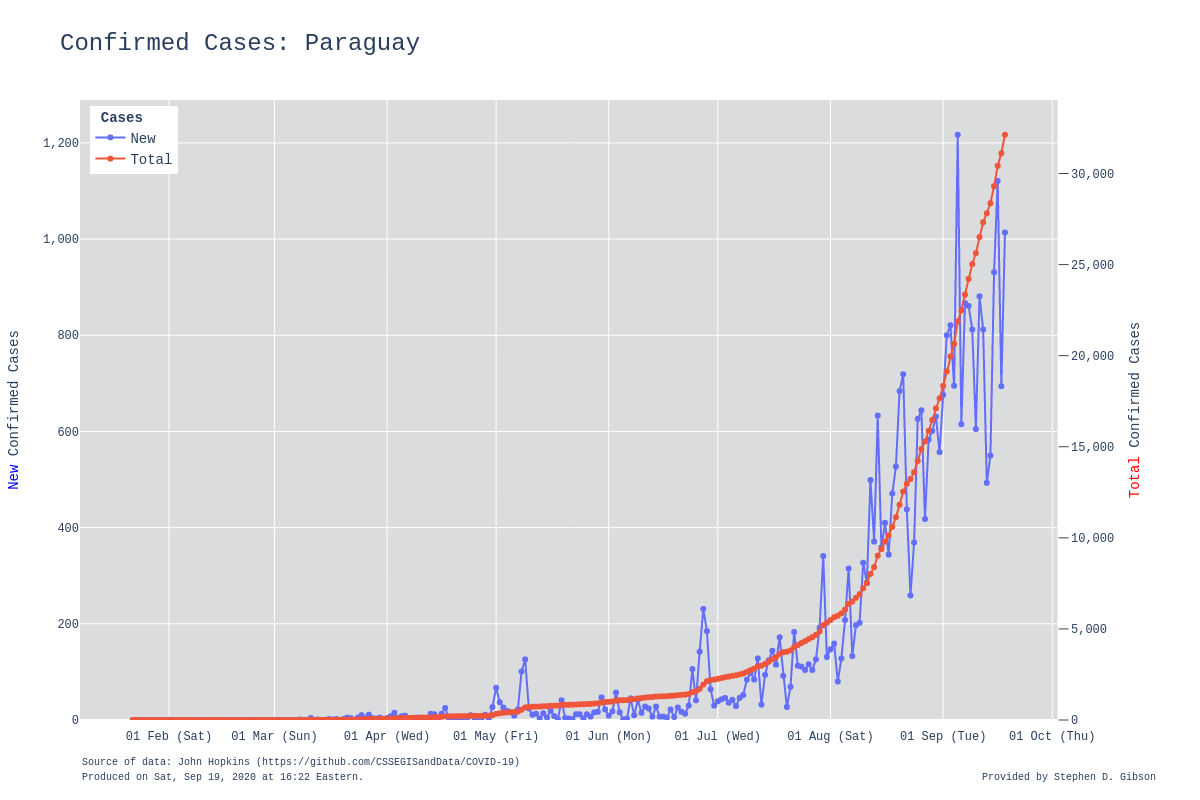 Confirmed Cases: Paraguay
Cases
New
Total
1,200
1,000
800
600
400
200
0
New Confirmed Cases
30,000
25,000
20,000
15,000
10,000
5,000
0
Total Confirmed Cases
01 Feb (Sat) 01 Mar (Sun) 01 Apr (Wed) 01 May (Fri) 01 Jun (Mon) 01 Jul (Wed) 01 Aug (Sat) 01 Sep (Tue) 01 Oct (Thu)
Source of data: John Hopkins (https://github.com/CSSEGISandData/COVID-19)
Produced on Sat, Sep 19, 2020 at 16:22 Eastern.
Provided by Stephen D. Gibson